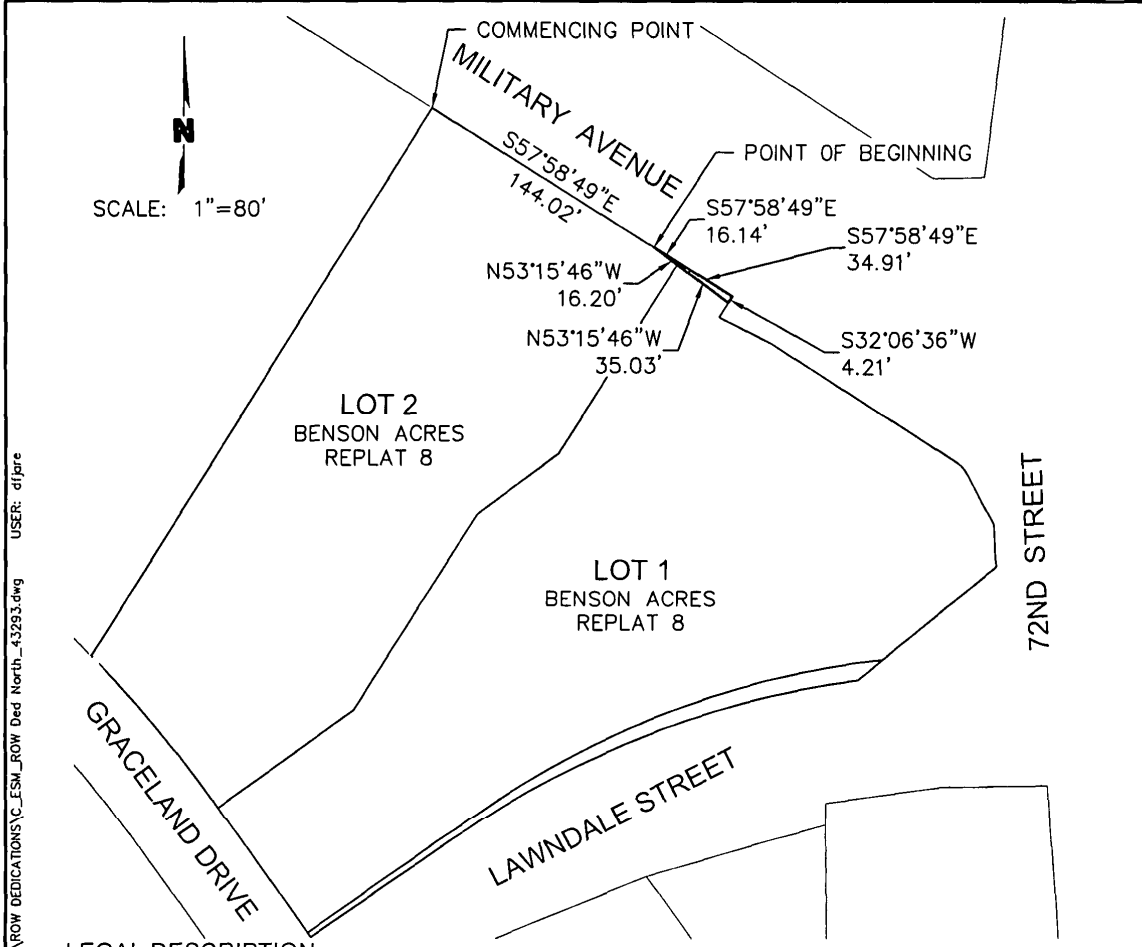 COMMENCING POINT
MILITARY AVENUE
N
SCALE: 1"=80'
S57°58'49"E
144.02'
POINT OF BEGINNING
S57°58'49"E
16.14'
S57°58'49"E
34.91'
N53°15'46"W
16.20'
N53°15'46"W
35.03'
S32°06'36"W
4.21'
LOT 2
BENSON ACRES
REPLAT 8
LOT 1
BENSON ACRES
REPLAT 8
72ND STREET
GRACELAND DRIVE
LAWNDALE STREET
\ROW DEDICATIONS\C_ESM_ROW Ded North_43293.dwg USER: dfjare
LEGAL DESCRIPTION